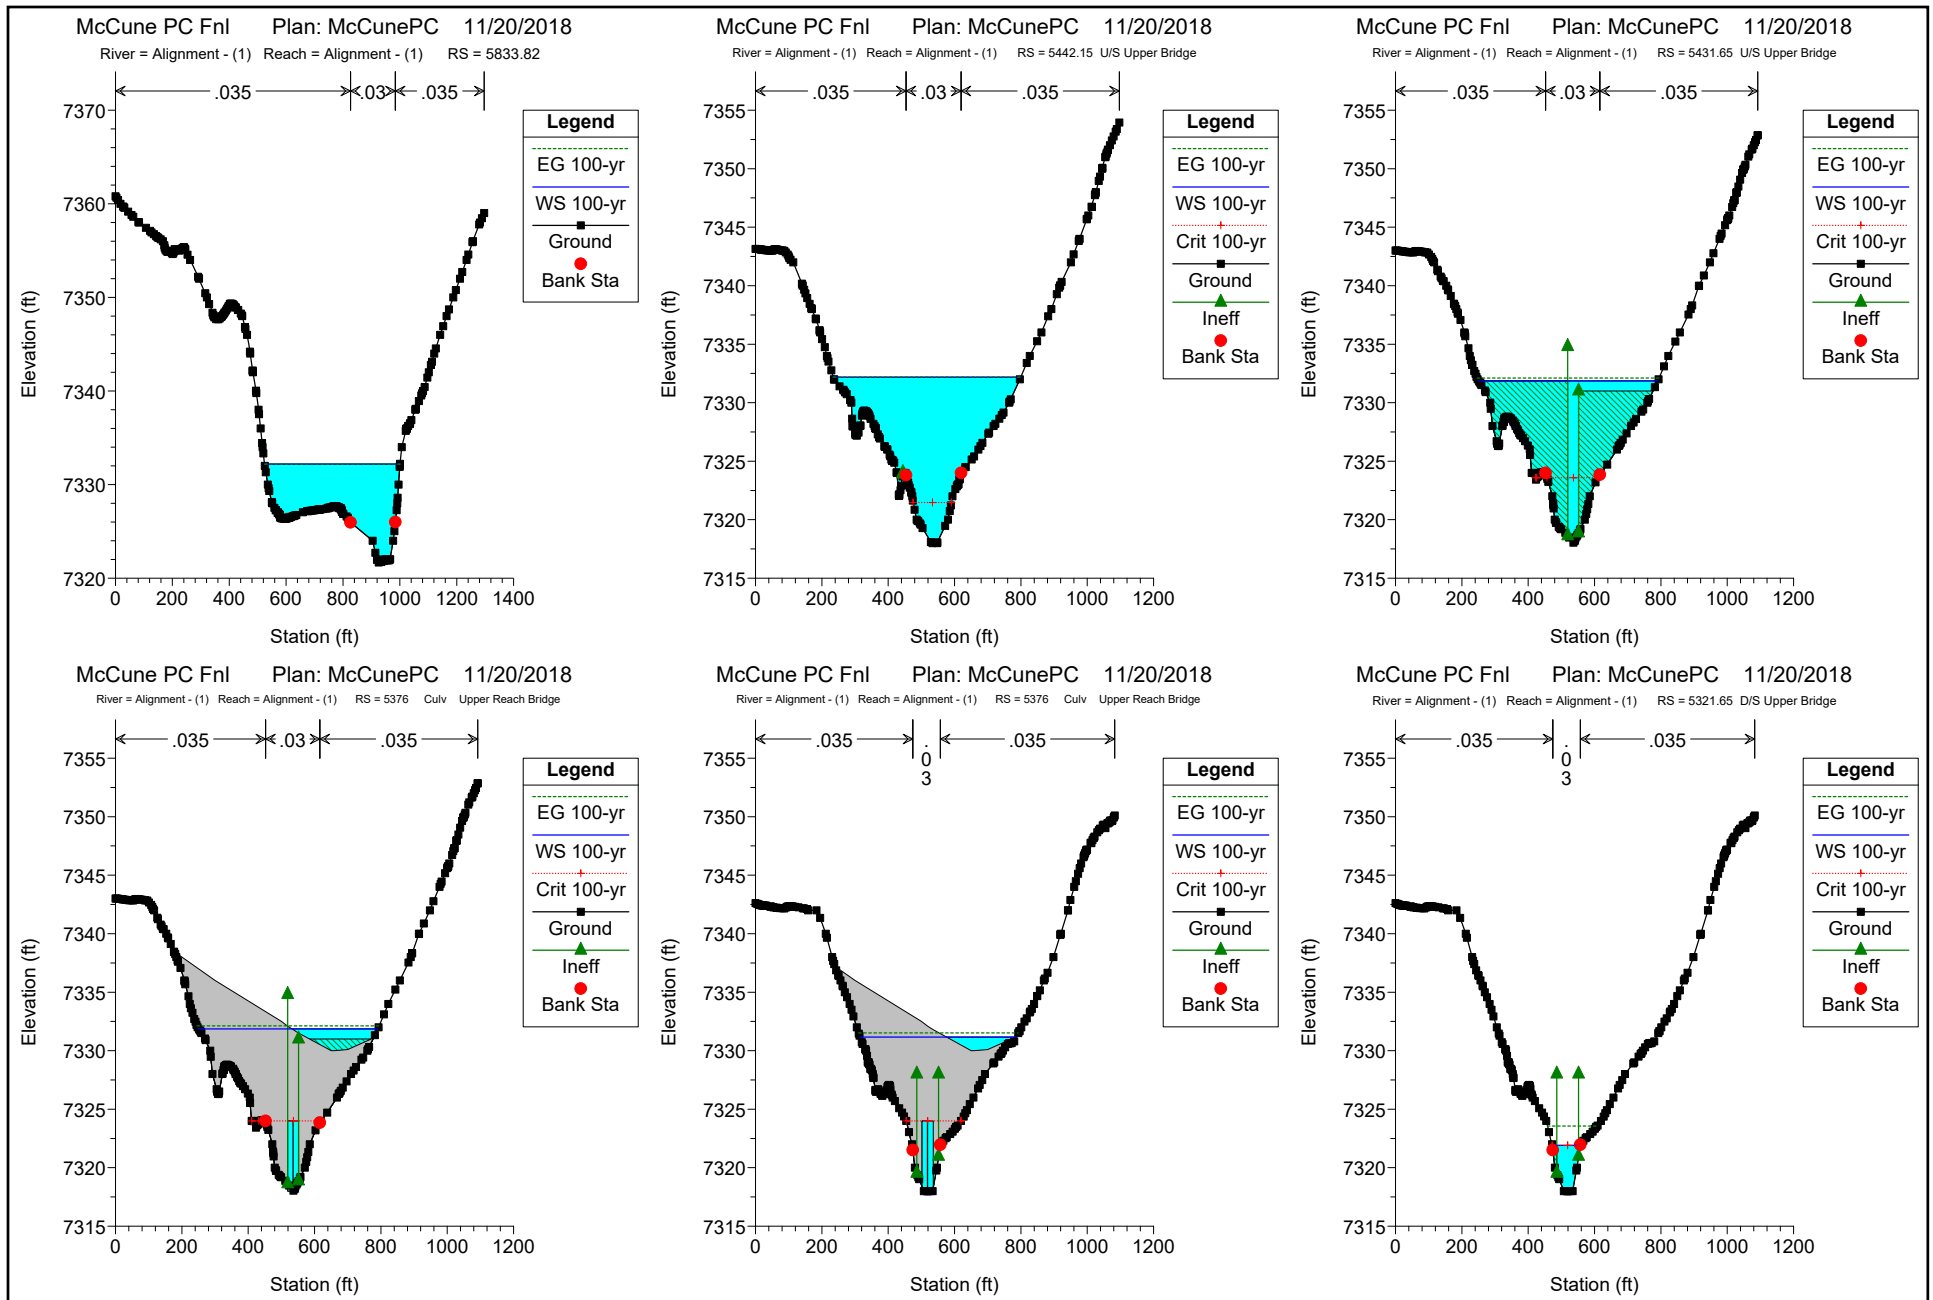 McCune PC Fnl Plan: McCunePC 11/20/2018
River = Alignment - (1) Reach = Alignment - (1) RS = 5833.82
.035 .03 .035
7370
7360
7350
7340
7330
7320
Elevation (ft)
0 200 400 600 800 1000 1200 1400
Station (ft)
Legend
EG 100-yr
WS 100-yr
Ground
Bank Sta
McCune PC Fnl Plan: McCunePC 11/20/2018
River = Alignment - (1) Reach = Alignment - (1) RS = 5442.15 U/S Upper Bridge
.035 .03 .035
7355
7350
7345
7340
7335
7330
7325
7320
7315
Elevation (ft)
0 200 400 600 800 1000 1200
Station (ft)
Legend
EG 100-yr
WS 100-yr
Crit 100-yr
Ground
Ineff
Bank Sta
McCune PC Fnl Plan: McCunePC 11/20/2018
River = Alignment - (1) Reach = Alignment - (1) RS = 5431.65 U/S Upper Bridge
.035 .03 .035
7355
7350
7345
7340
7335
7330
7325
7320
7315
Elevation (ft)
0 200 400 600 800 1000 1200
Station (ft)
Legend
EG 100-yr
WS 100-yr
Crit 100-yr
Ground
Ineff
Bank Sta
McCune PC Fnl Plan: McCunePC 11/20/2018
River = Alignment - (1) Reach = Alignment - (1) RS = 5376 Culv Upper Reach Bridge
.035 .03 .035
7355
7350
7345
7340
7335
7330
7325
7320
7315
Elevation (ft)
0 200 400 600 800 1000 1200
Station (ft)
Legend
EG 100-yr
WS 100-yr
Crit 100-yr
Ground
Ineff
Bank Sta
McCune PC Fnl Plan: McCunePC 11/20/2018
River = Alignment - (1) Reach = Alignment - (1) RS = 5376 Culv Upper Reach Bridge
.035 . .035
0
3
7355
7350
7345
7340
7335
7330
7325
7320
7315
Elevation (ft)
0 200 400 600 800 1000 1200
Station (ft)
Legend
EG 100-yr
WS 100-yr
Crit 100-yr
Ground
Ineff
Bank Sta
McCune PC Fnl Plan: McCunePC 11/20/2018
River = Alignment - (1) Reach = Alignment - (1) RS = 5321.65 D/S Upper Bridge
.035 . .035
0
3
7355
7350
7345
7340
7335
7330
7325
7320
7315
Elevation (ft)
0 200 400 600 800 1000 1200
Station (ft)
Legend
EG 100-yr
WS 100-yr
Crit 100-yr
Ground
Ineff
Bank Sta